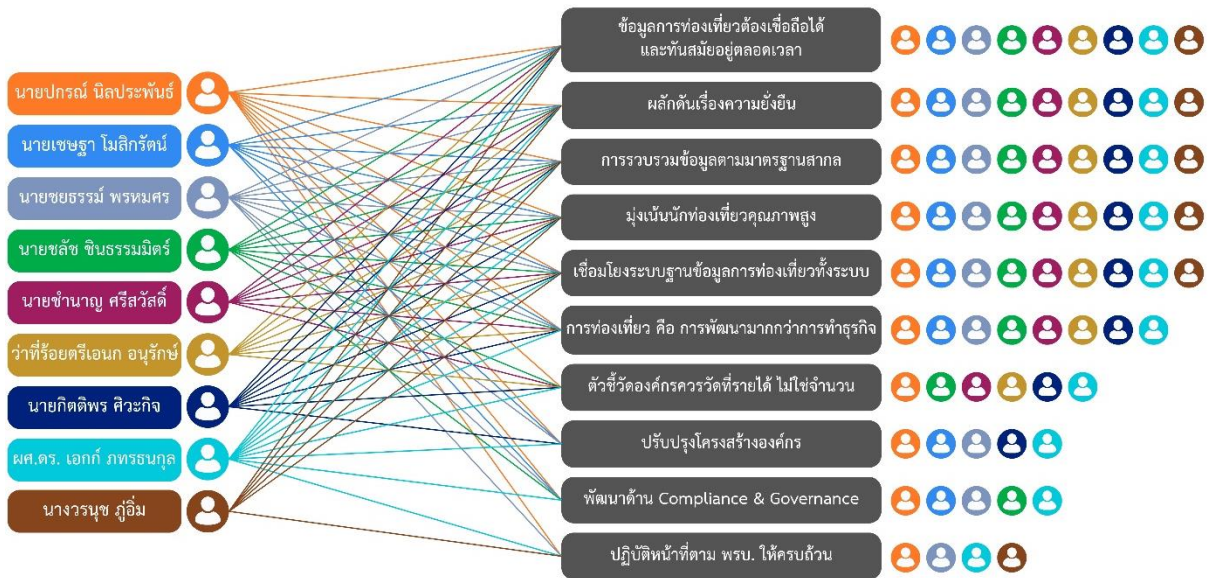 นายปกรณ์ นิลประพันธ์
นายเชษฐา โมสิกรัตน์
นายชยธรรม์ พรหมศร
นายชลัช ชินธรรมมิตร์
นายชำนาญ ศรีสวัสดิ์
ว่าที่ร้อยตรีเอนก อนุรักษ์
นายกิตติพร ศิวะกิจ
ผศ.ดร. เอกก์ ภทรธนกุล
นางวรนุช ภู่อิ่ม
ข้อมูลการท่องเที่ยวต้องเชื่อถือได้
และทันสมัยอยู่ตลอดเวลา
ผลักดันเรื่องความยั่งยืน
การรวบรวมข้อมูลตามมาตรฐานสากล
มุ่งเน้นนักท่องเที่ยวคุณภาพสูง
เชื่อมโยงระบบฐานข้อมูลการท่องเที่ยวทั้งระบบ
การท่องเที่ยว คือ การพัฒนามากกว่าการทำธุรกิจ
ตัวชี้วัดองค์กรควรวัดที่รายได้ ไม่ใช่จำนวน
ปรับปรุงโครงสร้างองค์กร
พัฒนาด้าน Compliance & Governance
ปฏิบัติหน้าที่ตาม พรบ. ให้ครบถ้วน